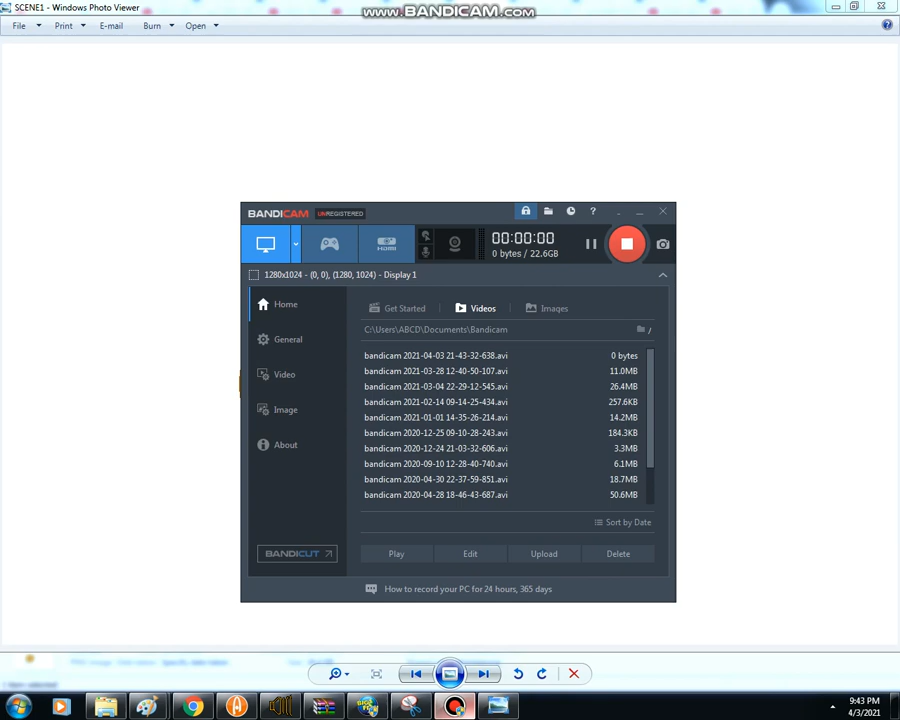 SCENE1 - Windows Photo Viewer
WWW.BANDICAM.COM
File Print E-mail Burn Open
BANDICAM UNREGISTERED
HDMI
00:00:00
0 bytes / 22.6GB
1280x1024 - (0, 0), (1280, 1024) - Display 1
Home
General
Video
Image
About
BANDICUT
Get Started Videos Images
C:\Users\ABCD\Documents\Bandicam
bandicam 2021-04-03 21-43-32-638.avi 0 bytes
bandicam 2021-03-28 12-40-50-107.avi 11.0MB
bandicam 2021-03-04 22-29-12-545.avi 26.4MB
bandicam 2021-02-14 09-14-25-434.avi 257.6KB
bandicam 2021-01-01 14-35-26-214.avi 14.2MB
bandicam 2020-12-25 09-10-28-243.avi 184.3KB
bandicam 2020-12-24 21-03-32-606.avi 3.3MB
bandicam 2020-09-10 12-28-40-740.avi 6.1MB
bandicam 2020-04-30 22-37-59-851.avi 18.7MB
bandicam 2020-04-28 18-46-43-687.avi 50.6MB
Sort by Date
Play Edit Upload Delete
How to record your PC for 24 hours, 365 days
9:43 PM
4/3/2021